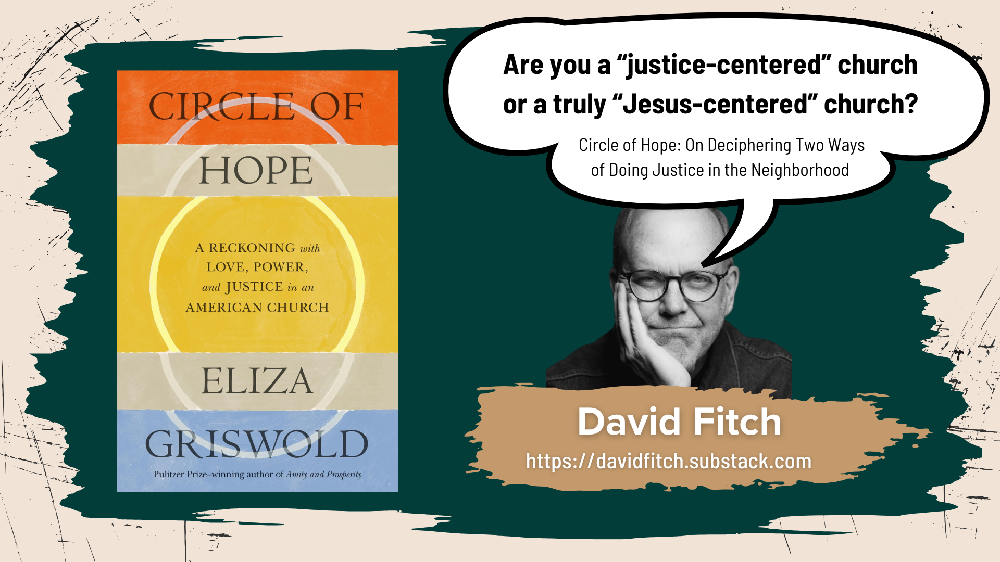 CIRCLE OF
HOPE
A RECKONING with
LOVE, POWER,
and JUSTICE in an
AMERICAN CHURCH
ELIZA
GRISWOLD
Pulitzer Prize–winning author of Amity and Prosperity
Are you a “justice-centered” church
or a truly “Jesus-centered” church?
Circle of Hope: On Deciphering Two Ways
of Doing Justice in the Neighborhood
David Fitch
https://davidfitch.substack.com